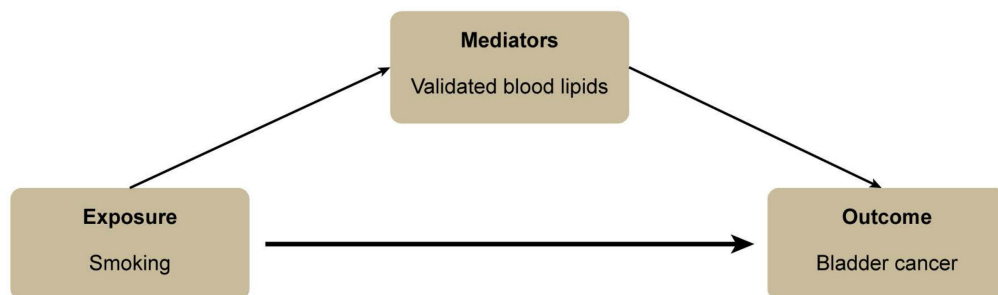 Mediators
Validated blood lipids
Exposure
Smoking
Outcome
Bladder cancer